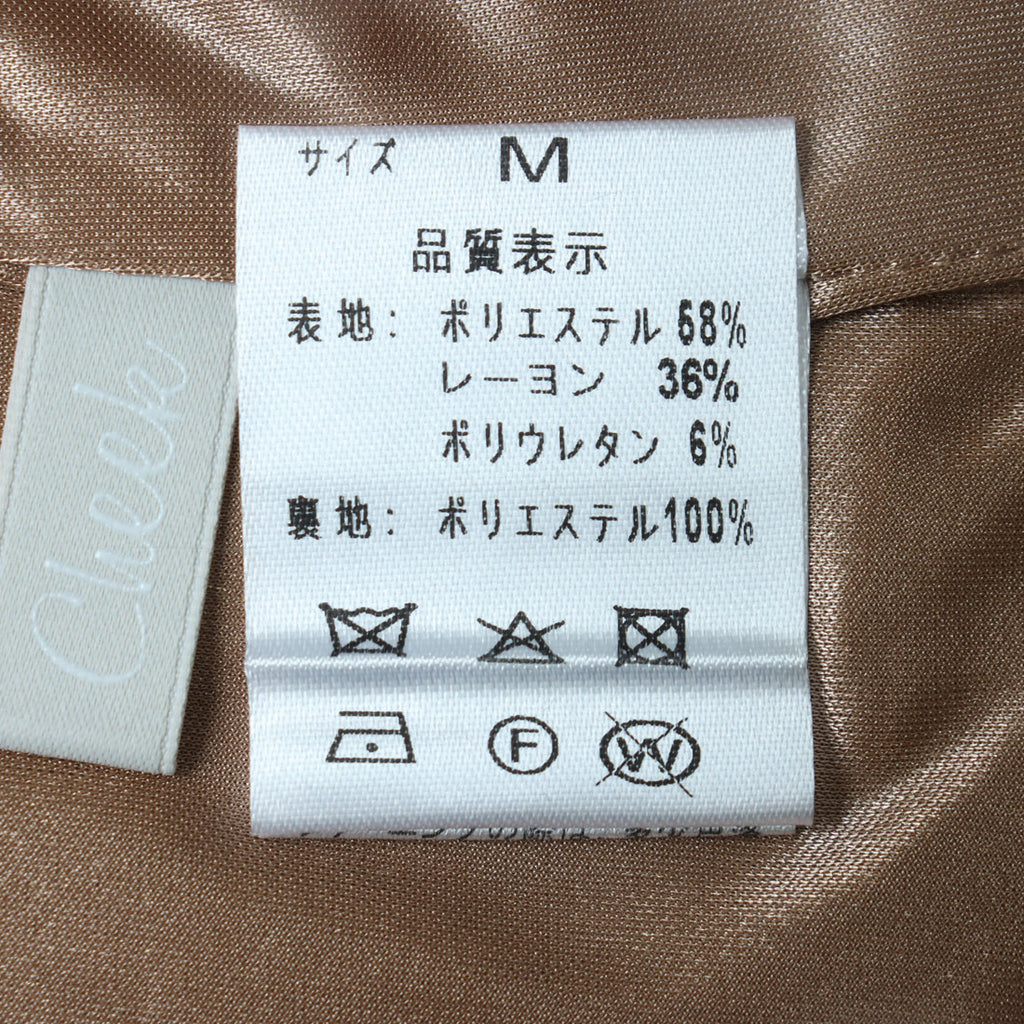 サイズ M
品質表示
表地: ポリエステル 58%
レーヨン 36%
ポリウレタン 6%
裏地: ポリエステル100%
F
W
Cheek